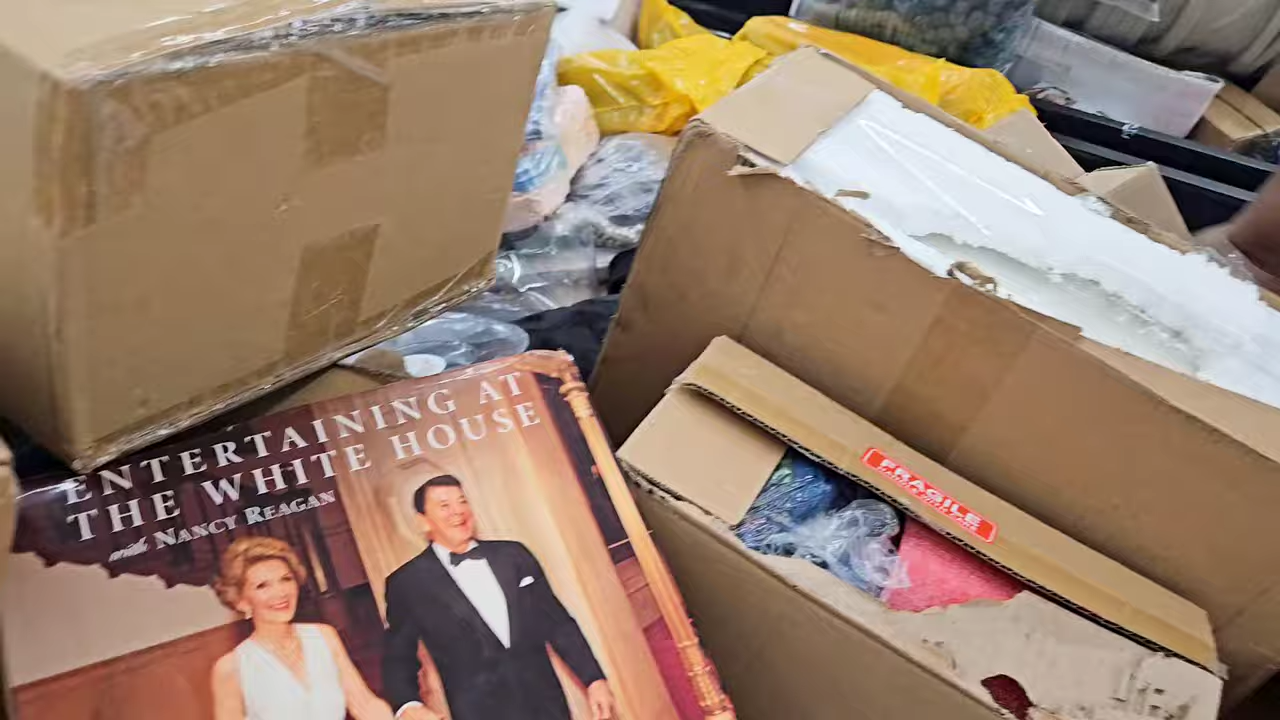 ENTERTAINING AT
THE WHITE HOUSE
with NANCY REAGAN
FRAGILE